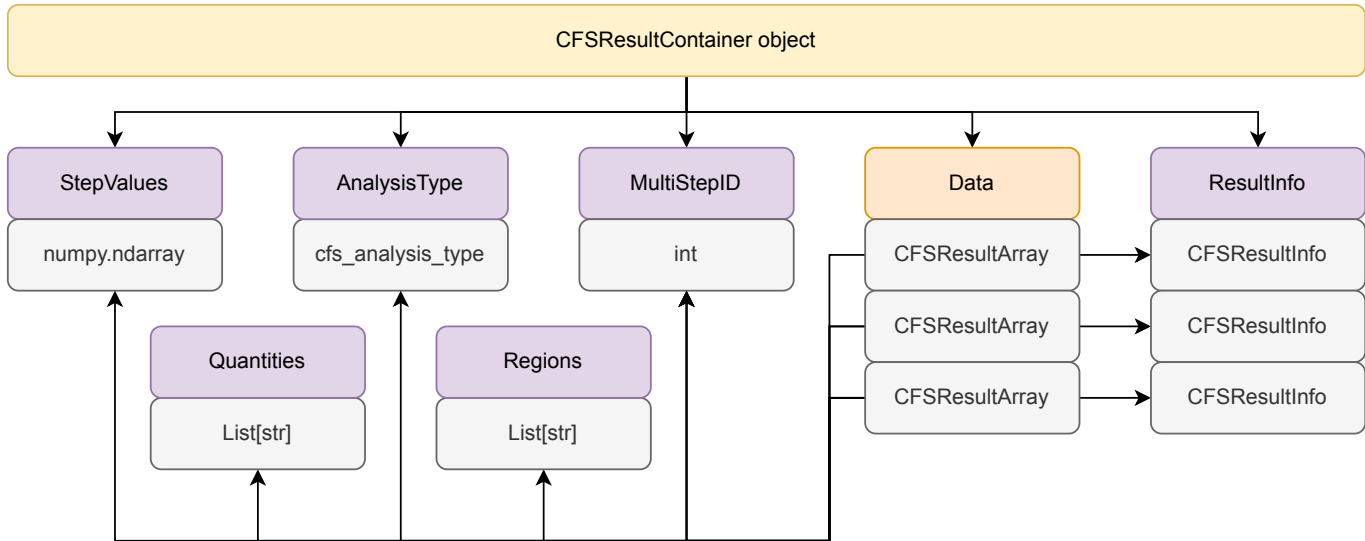 CFSResultContainer object
StepValues
AnalysisType
MultiStepID
Data
ResultInfo
numpy.ndarray
cfs_analysis_type
int
CFSResultArray
CFSResultInfo
CFSResultArray
CFSResultInfo
Quantities
Regions
CFSResultArray
CFSResultInfo
List[str]
List[str]